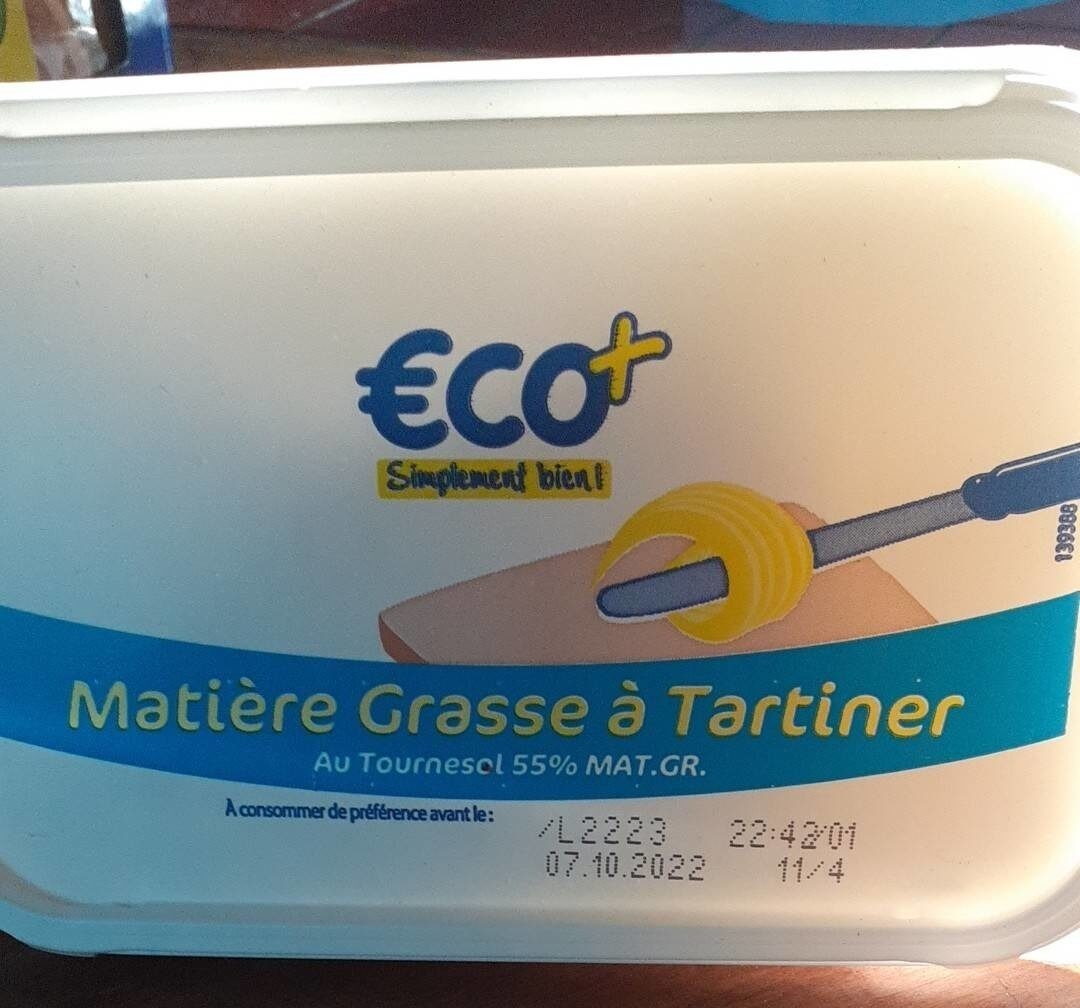 €co+
Simplement bien !
139388
Matière Grasse à Tartiner
Au Tournesol 55% MAT.GR.
À consommer de préférence avant le :
/L2223 22:42/01
07.10.2022 11/4